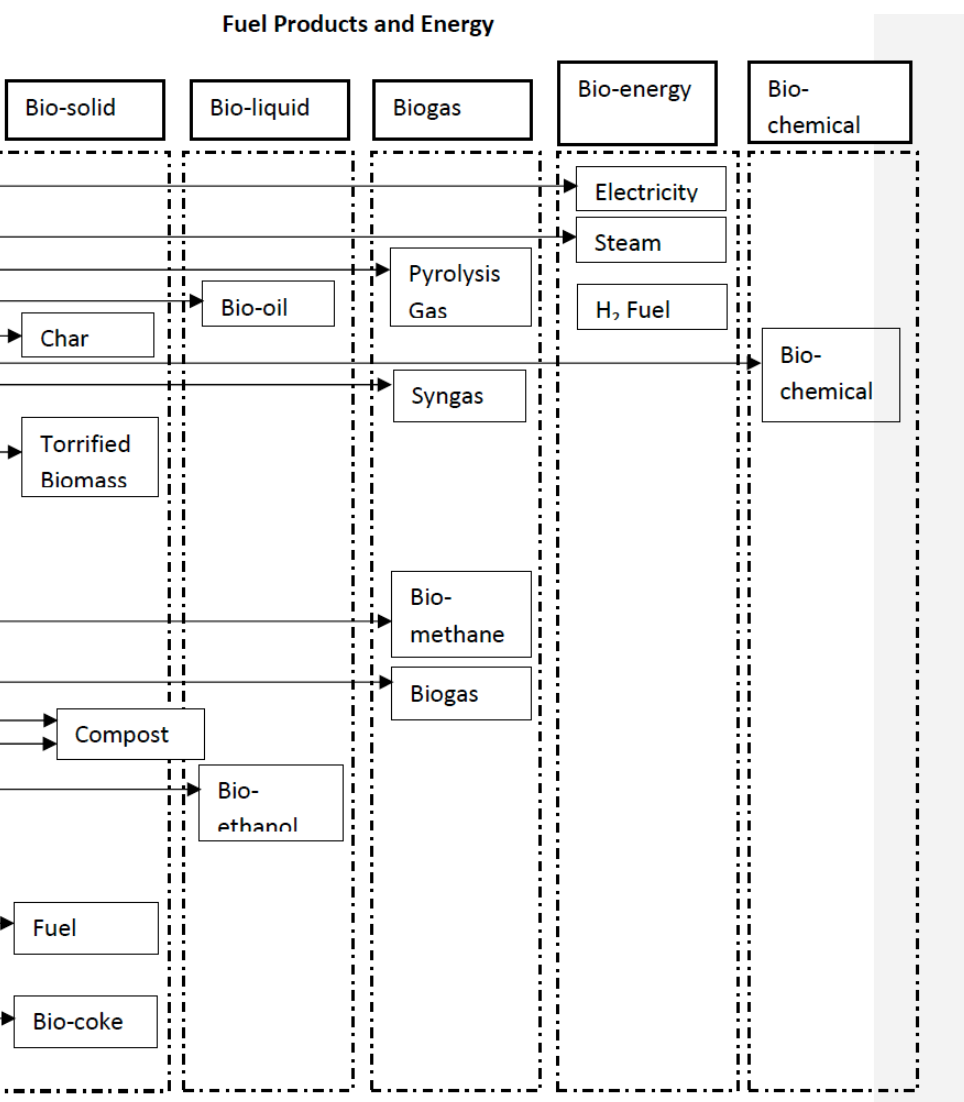 Fuel Products and Energy
Bio-solid
Bio-liquid
Biogas
Bio-energy
Bio-
chemical
Electricity
Steam
Pyrolysis
Gas
Bio-oil
H₂ Fuel
Char
Bio-
chemical
Syngas
Torrified
Biomass
Bio-
methane
Biogas
Compost
Bio-
ethanol
Fuel
Bio-coke